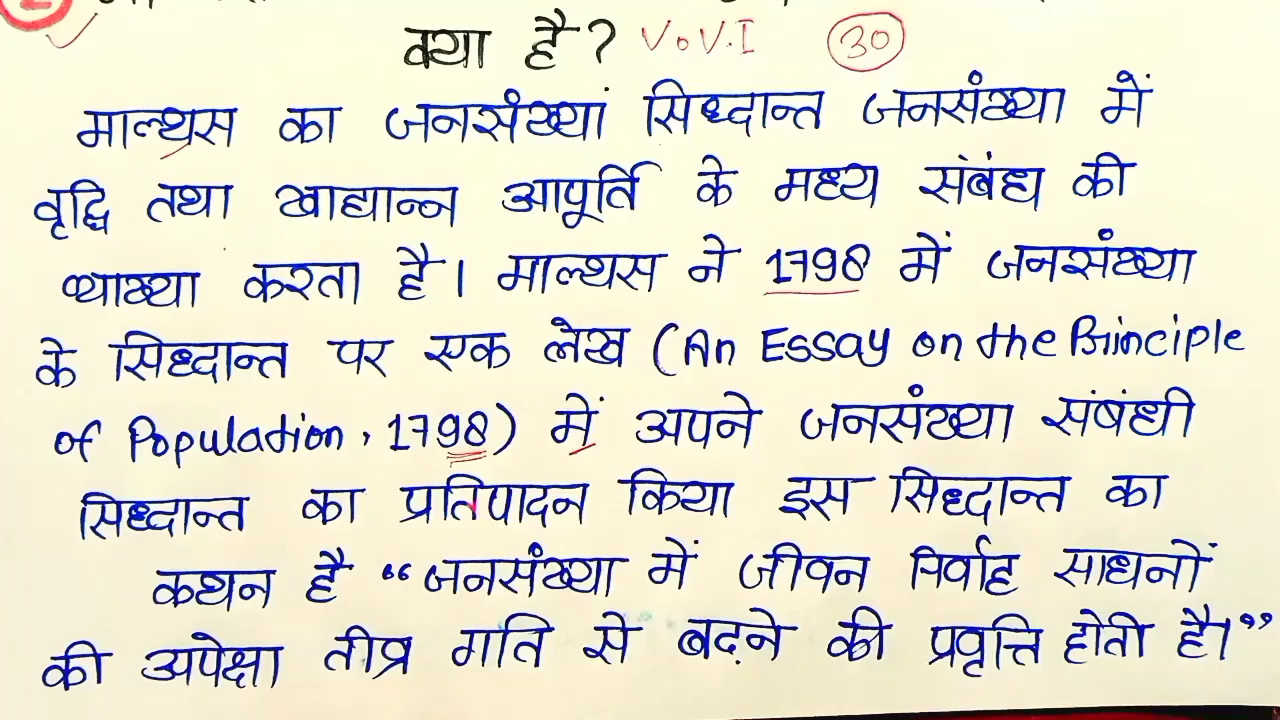 क्या है? V.V.I 30
माल्थस का जनसंख्यां सिध्दान्त जनसंख्या में
वृद्धि तथा खाद्यान्न आपूर्ति के मध्य संबंध की
व्याख्या करता है। माल्थस ने 1798 में जनसंख्या
के सिध्दान्त पर एक लेख (An Essay on the Principle
of Population, 1798) में अपने जनसंख्या संबंधी
सिध्दान्त का प्रतिपादन किया इस सिध्दान्त का
कथन है “जनसंख्या में जीवन निर्वाह साधनों
की अपेक्षा तीव्र गति से बढ़ने की प्रवृत्ति होती है।”